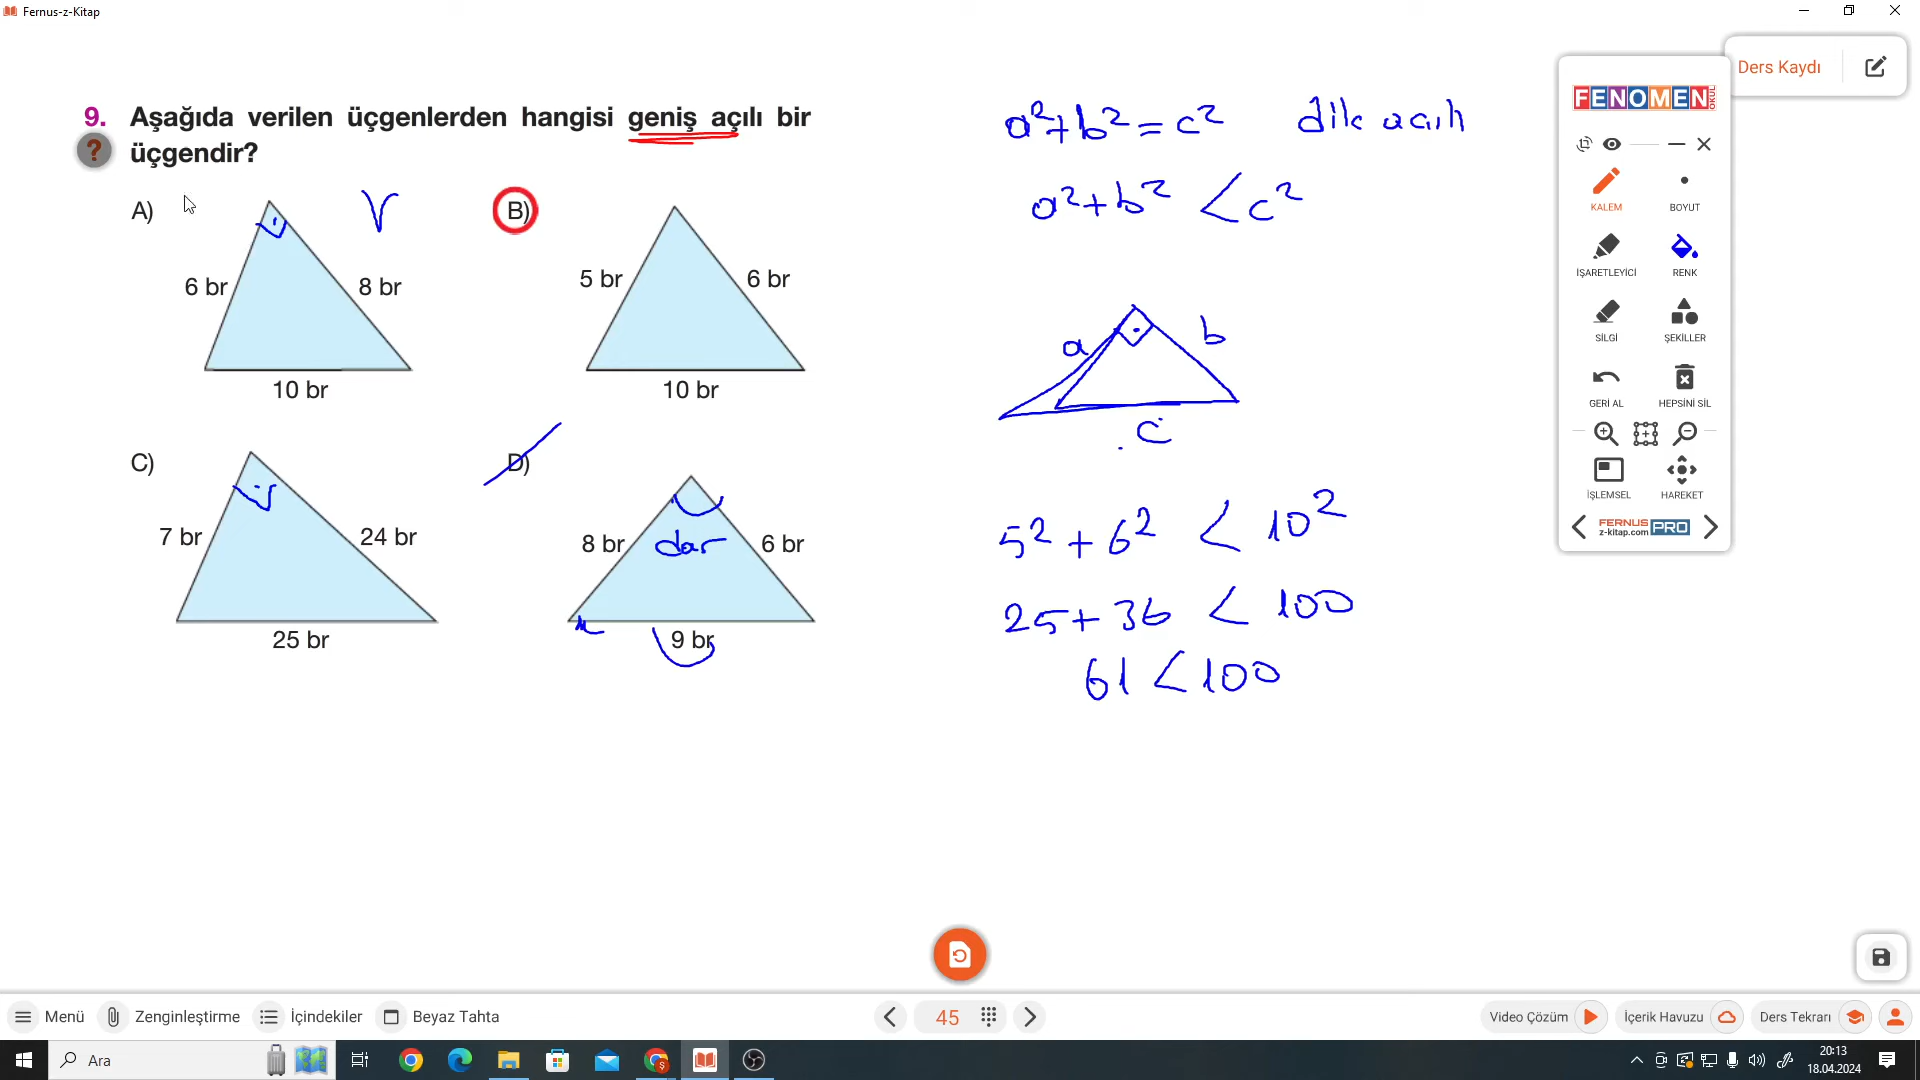 Fernus-z-Kitap
Ders Kaydı
9. Aşağıda verilen üçgenlerden hangisi geniş açılı bir
üçgendir?
A)
6 br
8 br
10 br
B)
5 br
6 br
10 br
C)
7 br
24 br
25 br
D)
8 br
dar
6 br
9 br
a²+b²=c² dik açılı
a²+b² < c²
a
b
c
5² + 6² < 10²
25 + 36 < 100
61 < 100
FENOMEN OKUL
KALEM
BOYUT
İŞARETLEYİCİ
RENK
SİLGİ
ŞEKİLLER
GERİ AL
HEPSİNİ SİL
İŞLEMSEL
HAREKET
FERNUS
z-kitap.com PRO
Menü
Zenginleştirme
İçindekiler
Beyaz Tahta
45
Video Çözüm
İçerik Havuzu
Ders Tekrarı
Ara
20:13
18.04.2024